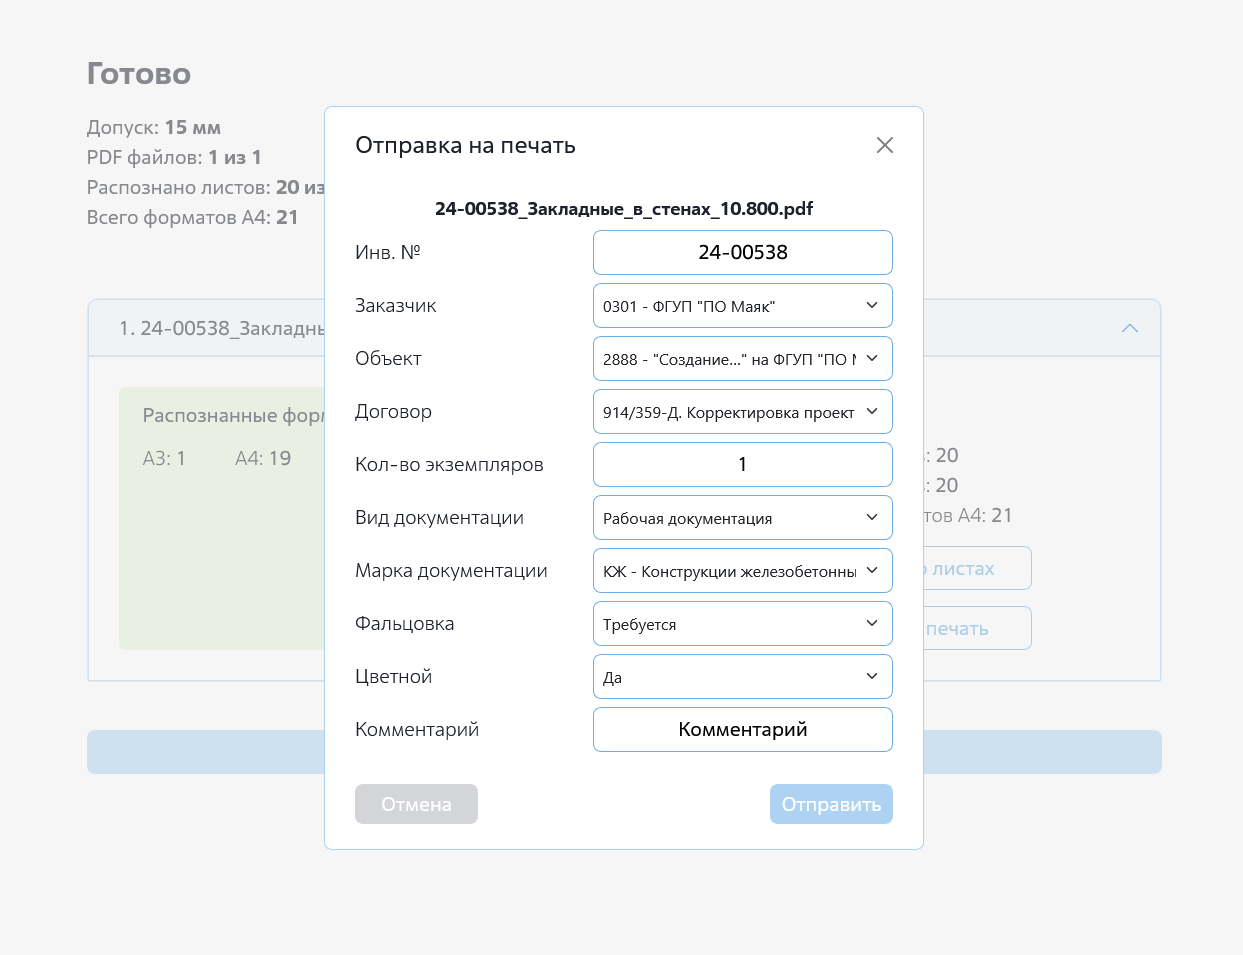 Готово
Допуск: 15 мм
PDF файлов: 1 из 1
Распознано листов: 20 из
Всего форматов А4: 21
1. 24-00538_Закладны
Распознанные фор
А3: 1 А4: 19
: 20
: 20
тов А4: 21
листах
печать
Отправка на печать
24-00538_Закладные_в_стенах_10.800.pdf
Инв. № 24-00538
Заказчик 0301 - ФГУП "ПО Маяк"
Объект 2888 - "Создание..." на ФГУП "ПО М
Договор 914/359-Д. Корректировка проект
Кол-во экземпляров 1
Вид документации Рабочая документация
Марка документации КЖ - Конструкции железобетонны
Фальцовка Требуется
Цветной Да
Комментарий Комментарий
Отмена Отправить